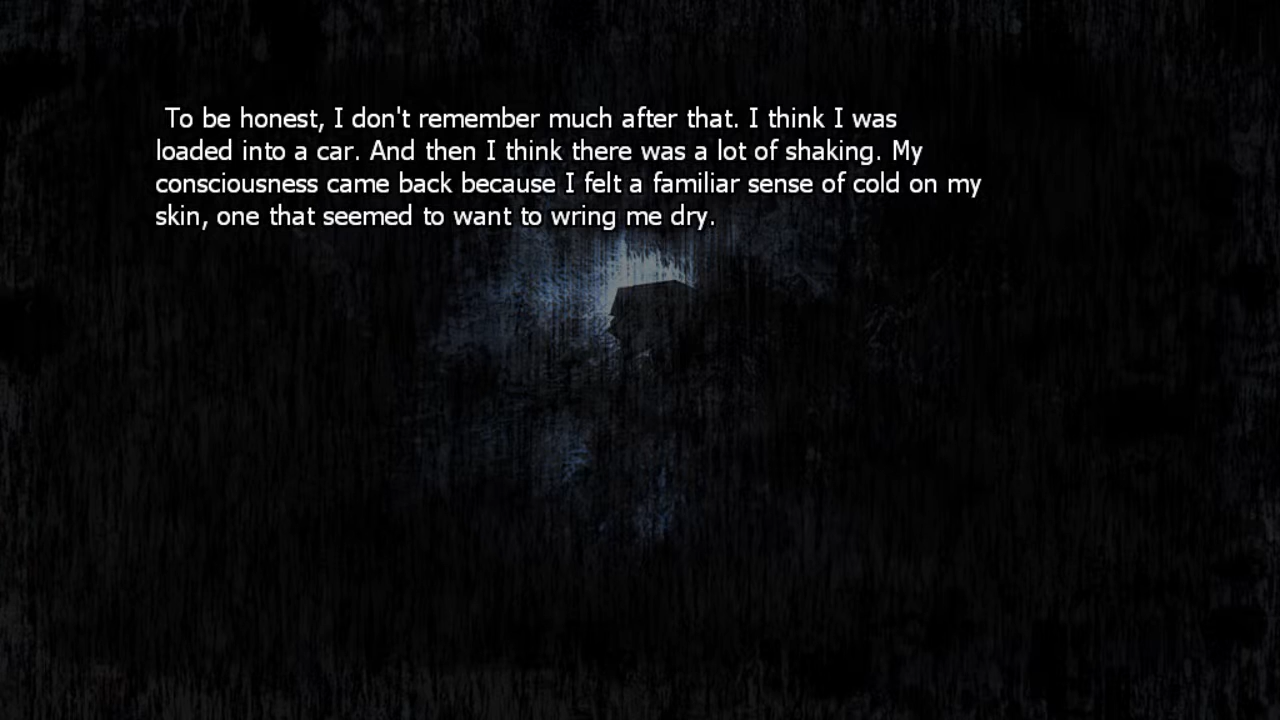 To be honest, I don't remember much after that. I think I was
loaded into a car. And then I think there was a lot of shaking. My
consciousness came back because I felt a familiar sense of cold on my
skin, one that seemed to want to wring me dry.